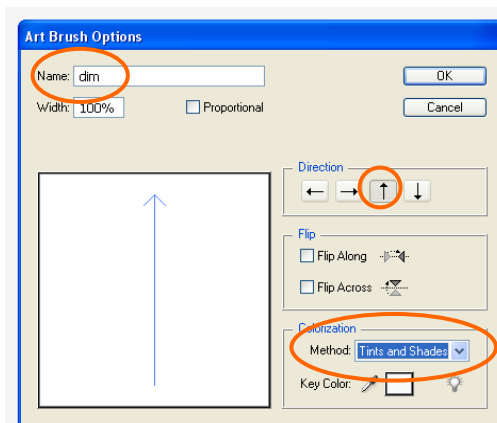 Art Brush Options
Name: dim
OK
Width: 100% Proportional
Cancel
Direction
Flip
Flip Along
Flip Across
Colorization
Method: Tints and Shades
Key Color: